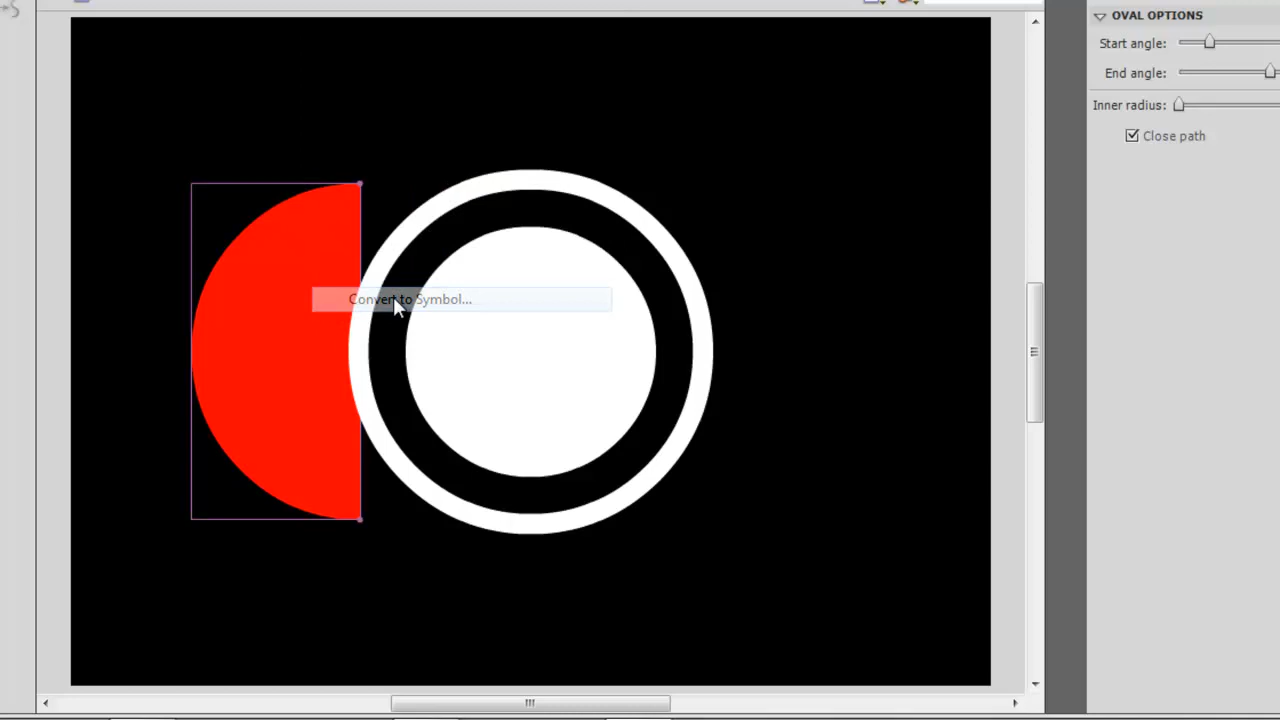 OVAL OPTIONS
Start angle:
End angle:
Inner radius:
Close path
Convert to Symbol...